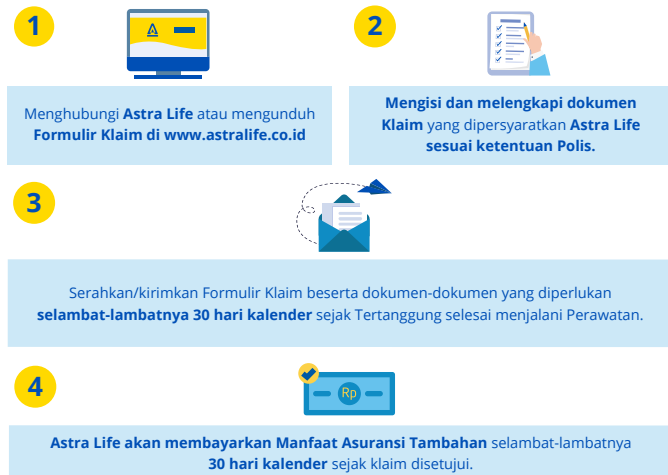 1
Menghubungi Astra Life atau mengunduh
Formulir Klaim di www.astralife.co.id
2
Mengisi dan melengkapi dokumen
Klaim yang dipersyaratkan Astra Life
sesuai ketentuan Polis.
3
Serahkan/kirimkan Formulir Klaim beserta dokumen-dokumen yang diperlukan
selambat-lambatnya 30 hari kalender sejak Tertanggung selesai menjalani Perawatan.
4
Rp
Astra Life akan membayarkan Manfaat Asuransi Tambahan selambat-lambatnya
30 hari kalender sejak klaim disetujui.